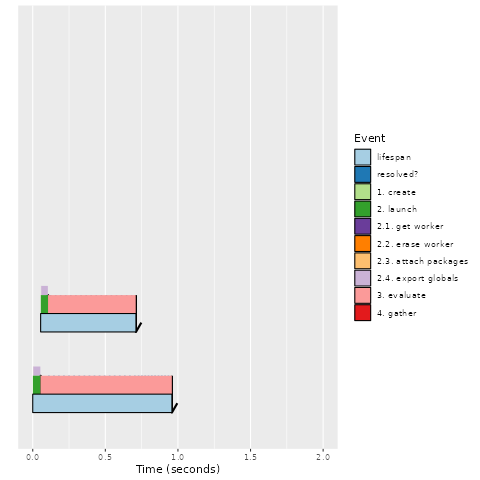 Event
lifespan
resolved?
1. create
2. launch
2.1. get worker
2.2. erase worker
2.3. attach packages
2.4. export globals
3. evaluate
4. gather
0.0 0.5 1.0 1.5 2.0
Time (seconds)